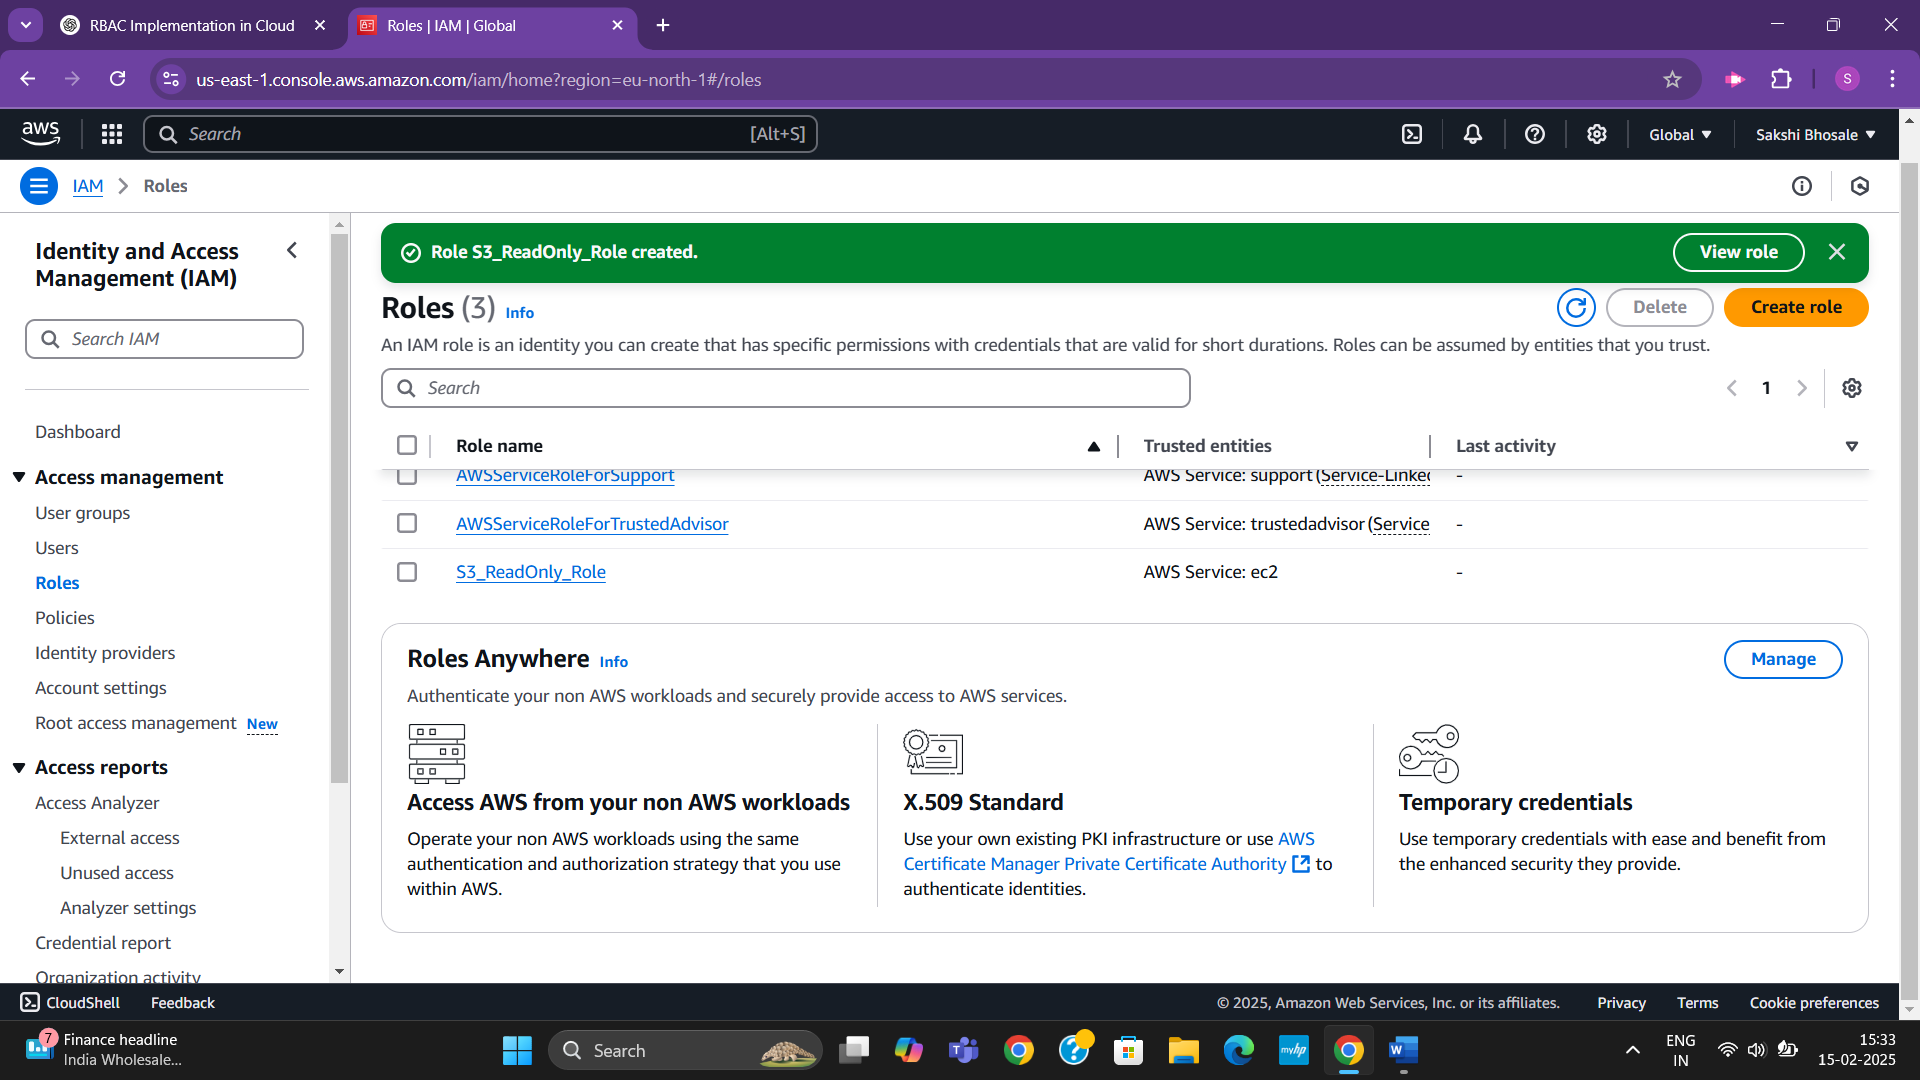 RBAC Implementation in Cloud
Roles | IAM | Global
us-east-1.console.aws.amazon.com/iam/home?region=eu-north-1#/roles
S
aws
Search
[Alt+S]
Global
Sakshi Bhosale
IAM
Roles
Identity and Access
Management (IAM)
Search IAM
Dashboard
Access management
User groups
Users
Roles
Policies
Identity providers
Account settings
Root access management New
Access reports
Access Analyzer
External access
Unused access
Analyzer settings
Credential report
Organization activity
Role S3_ReadOnly_Role created.
View role
Roles (3) Info
Delete
Create role
An IAM role is an identity you can create that has specific permissions with credentials that are valid for short durations. Roles can be assumed by entities that you trust.
Search
1
Role name
Trusted entities
Last activity
AWSServiceRoleForSupport
AWS Service: support (Service-Linked
-
AWSServiceRoleForTrustedAdvisor
AWS Service: trustedadvisor (Service
-
S3_ReadOnly_Role
AWS Service: ec2
-
Roles Anywhere Info
Manage
Authenticate your non AWS workloads and securely provide access to AWS services.
Access AWS from your non AWS workloads
Operate your non AWS workloads using the same
authentication and authorization strategy that you use
within AWS.
X.509 Standard
Use your own existing PKI infrastructure or use AWS
Certificate Manager Private Certificate Authority to
authenticate identities.
Temporary credentials
Use temporary credentials with ease and benefit from
the enhanced security they provide.
CloudShell
Feedback
© 2025, Amazon Web Services, Inc. or its affiliates.
Privacy
Terms
Cookie preferences
7
Finance headline
India Wholesale...
Search
myhp
ENG
IN
15:33
15-02-2025